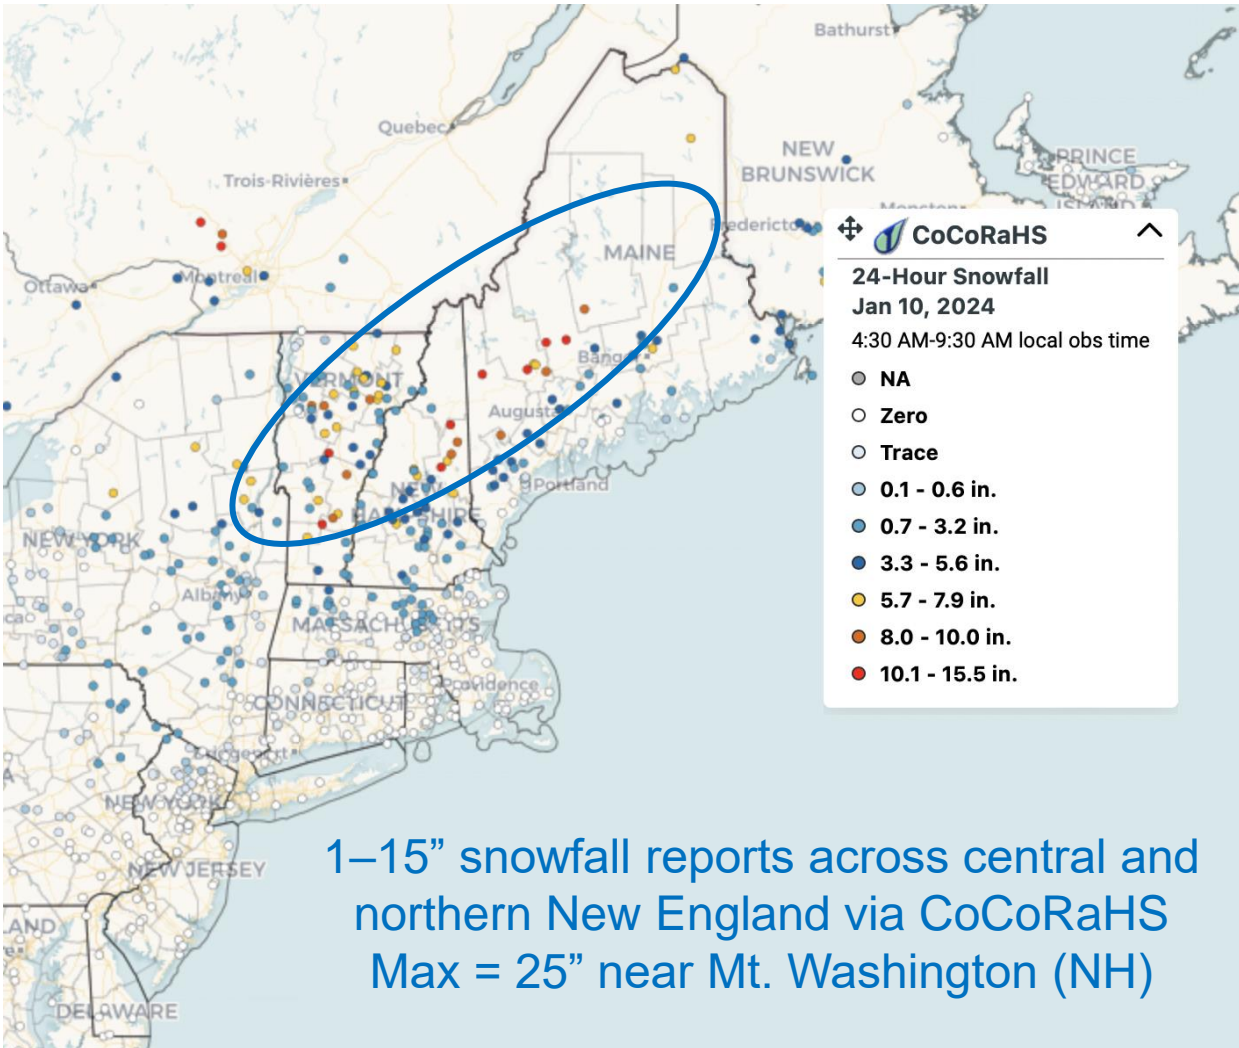 Bathurst
Quebec
NEW
BRUNSWICK
PRINCE
EDWARD
ISLAND
Trois-Rivières
Moncton
MAINE
Montreal
Ottawa
Bangor
VERMONT
Augusta
Portland
NEW
HAMPSHIRE
NEW YORK
Albany
MASSACHUSETTS
Providence
CONNECTICUT
Bridgeport
NEW YORK
NEW JERSEY
DELAWARE
CoCoRaHS
24-Hour Snowfall
Jan 10, 2024
4:30 AM-9:30 AM local obs time
NA
Zero
Trace
0.1 - 0.6 in.
0.7 - 3.2 in.
3.3 - 5.6 in.
5.7 - 7.9 in.
8.0 - 10.0 in.
10.1 - 15.5 in.
1–15” snowfall reports across central and
northern New England via CoCoRaHS
Max = 25” near Mt. Washington (NH)